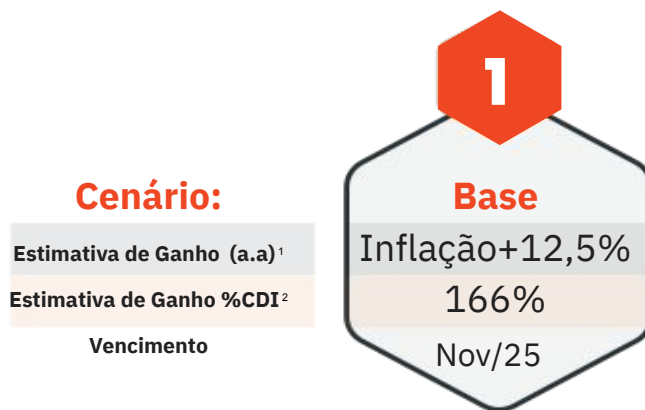 1
Cenário: Base
Estimativa de Ganho (a.a)¹ Inflação+12,5%
Estimativa de Ganho %CDI² 166%
Vencimento Nov/25